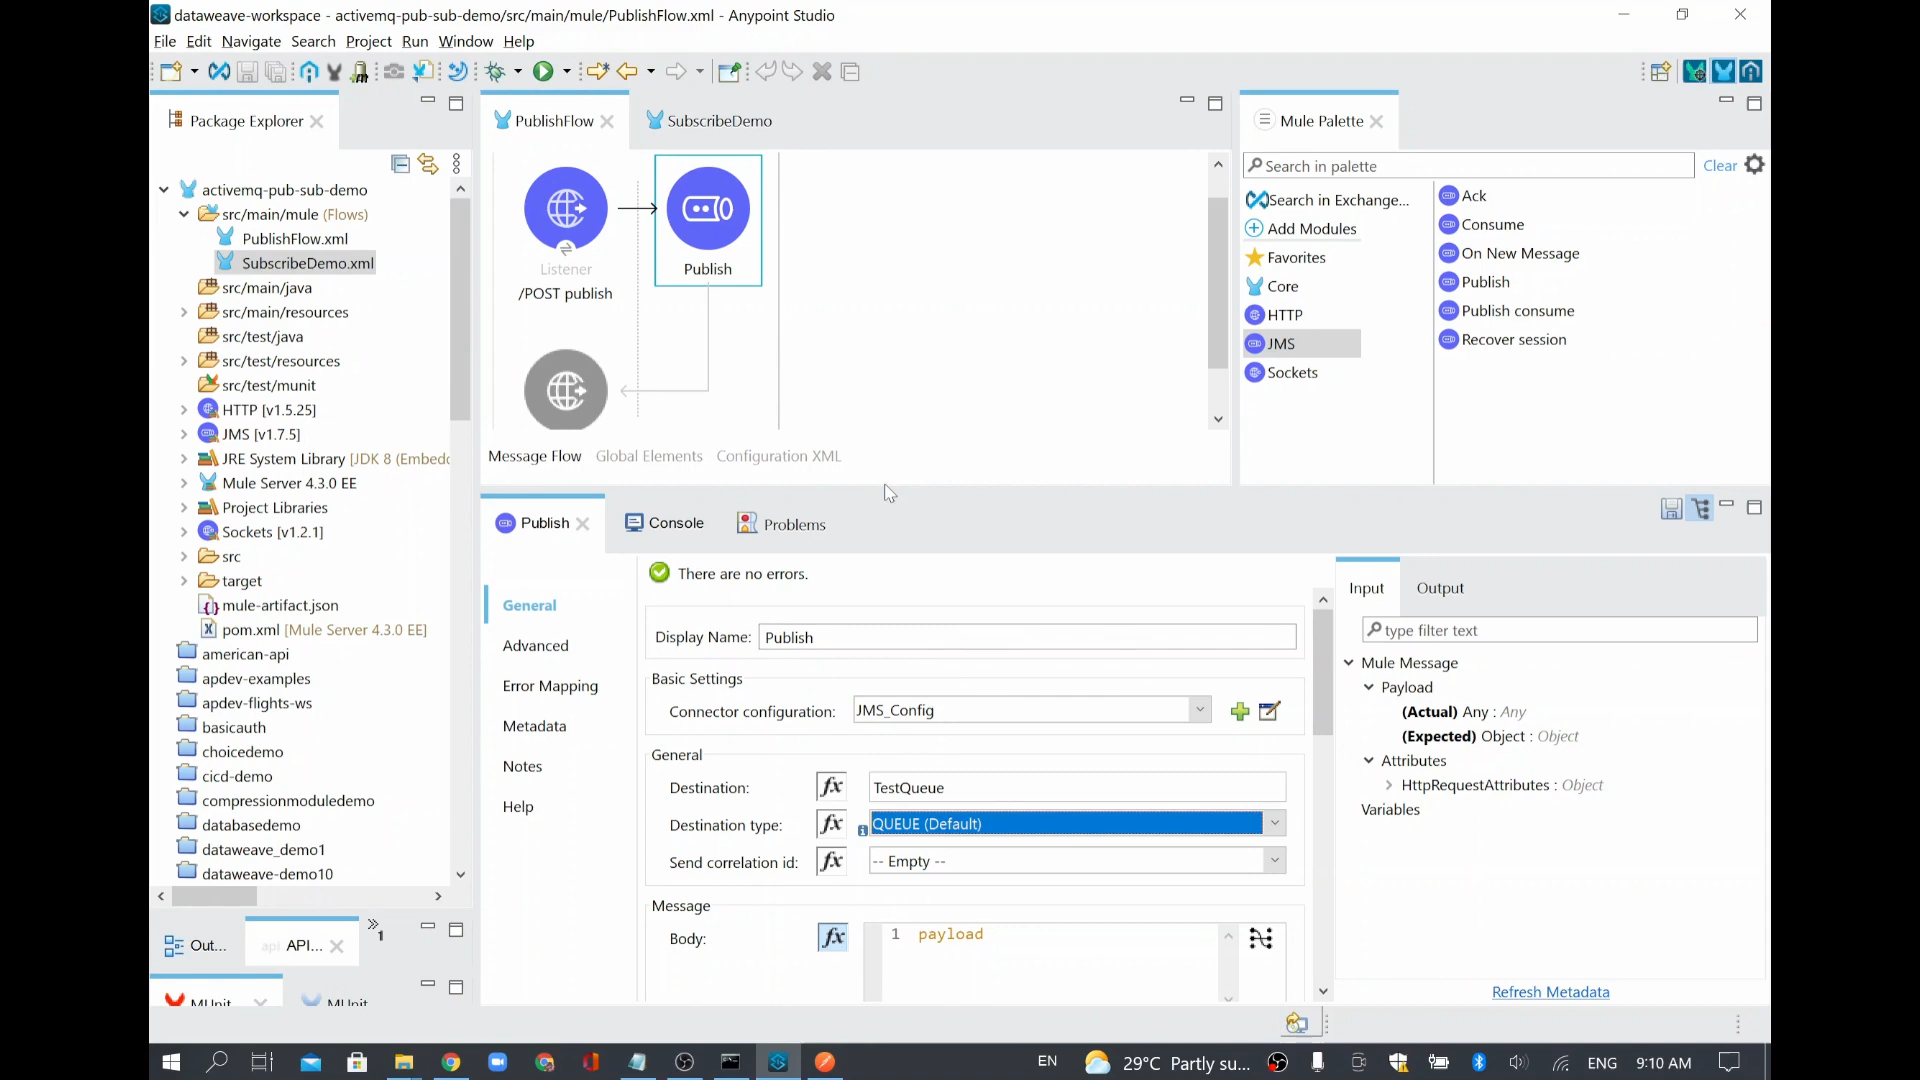 dataweave-workspace - activemq-pub-sub-demo/src/main/mule/PublishFlow.xml - Anypoint Studio
File Edit Navigate Search Project Run Window Help
Package Explorer
activemq-pub-sub-demo
src/main/mule (Flows)
PublishFlow.xml
SubscribeDemo.xml
src/main/java
src/main/resources
src/test/java
src/test/resources
src/test/munit
HTTP [v1.5.25]
JMS [v1.7.5]
JRE System Library [JDK 8 (Embedd
Mule Server 4.3.0 EE
Project Libraries
Sockets [v1.2.1]
src
target
mule-artifact.json
pom.xml [Mule Server 4.3.0 EE]
american-api
apdev-examples
apdev-flights-ws
basicauth
choicedemo
cicd-demo
compressionmoduledemo
databasedemo
dataweave_demo1
dataweave-demo10
Out...
api API...
1
MUnit
MUnit
PublishFlow
SubscribeDemo
Listener
/POST publish
Publish
Message Flow Global Elements Configuration XML
Mule Palette
Search in palette
Clear
Search in Exchange...
Add Modules
Favorites
Core
HTTP
JMS
Sockets
Ack
Consume
On New Message
Publish
Publish consume
Recover session
Publish
Console
Problems
General
Advanced
Error Mapping
Metadata
Notes
Help
There are no errors.
Display Name: Publish
Basic Settings
Connector configuration: JMS_Config
General
Destination: fx TestQueue
Destination type: fx QUEUE (Default)
Send correlation id: fx -- Empty --
Message
Body: fx 1 payload
Input Output
type filter text
Mule Message
Payload
(Actual) Any : Any
(Expected) Object : Object
Attributes
HttpRequestAttributes : Object
Variables
Refresh Metadata
EN 29°C Partly su... ENG 9:10 AM